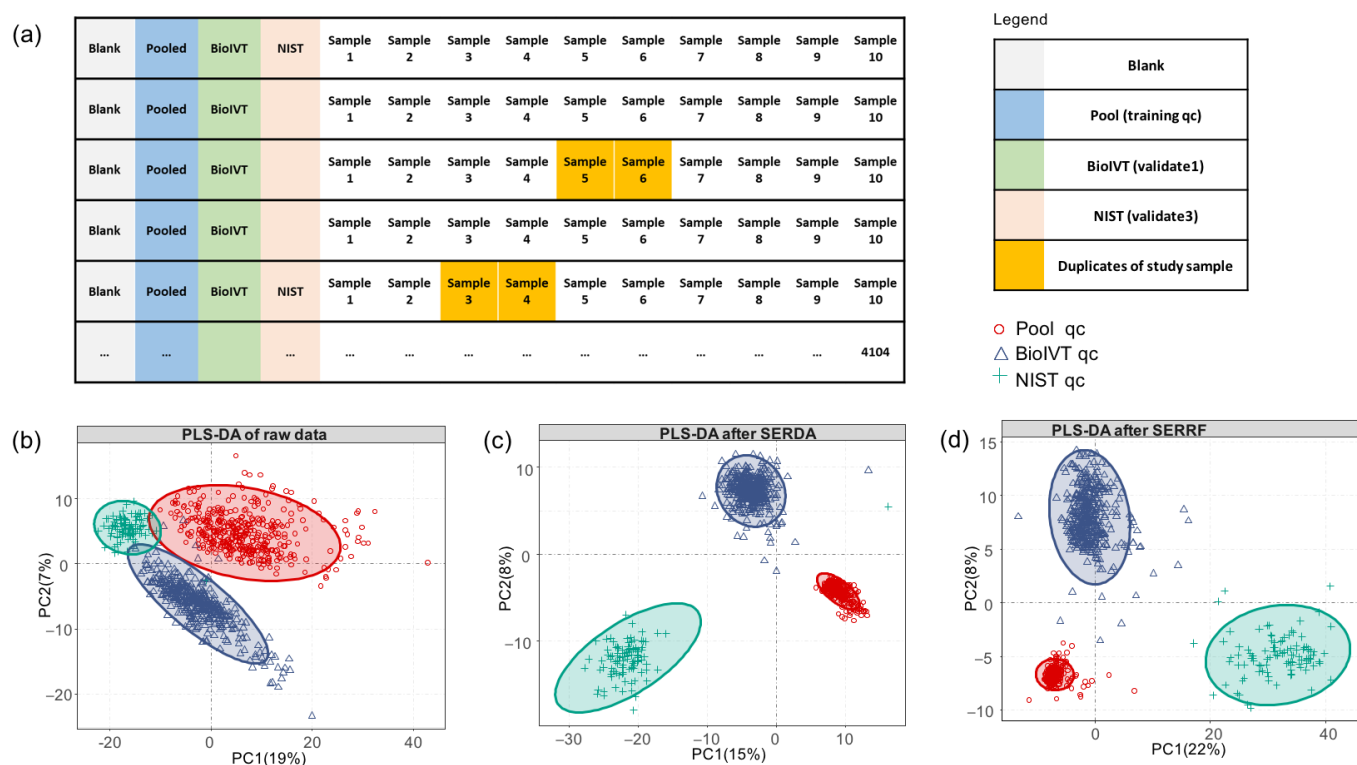 (a)
Blank Pooled BioIVT NIST Sample 1 Sample 2 Sample 3 Sample 4 Sample 5 Sample 6 Sample 7 Sample 8 Sample 9 Sample 10
Blank Pooled BioIVT Sample 1 Sample 2 Sample 3 Sample 4 Sample 5 Sample 6 Sample 7 Sample 8 Sample 9 Sample 10
Blank Pooled BioIVT Sample 1 Sample 2 Sample 3 Sample 4 Sample 5 Sample 6 Sample 7 Sample 8 Sample 9 Sample 10
Blank Pooled BioIVT Sample 1 Sample 2 Sample 3 Sample 4 Sample 5 Sample 6 Sample 7 Sample 8 Sample 9 Sample 10
Blank Pooled BioIVT NIST Sample 1 Sample 2 Sample 3 Sample 4 Sample 5 Sample 6 Sample 7 Sample 8 Sample 9 Sample 10
... ... ... ... ... ... ... ... ... ... ... ... 4104
Legend
Blank
Pool (training qc)
BioIVT (validate1)
NIST (validate3)
Duplicates of study sample
Pool qc
BioIVT qc
NIST qc
(b)
PLS-DA of raw data
PC2(7%)
10
0
−10
−20
−20 0 20 40
PC1(19%)
(c)
PLS-DA after SERDA
PC2(8%)
10
0
−10
−30 −20 −10 0 10
PC1(15%)
(d)
PLS-DA after SERRF
PC2(8%)
15
10
5
0
−5
−10
0 20 40
PC1(22%)